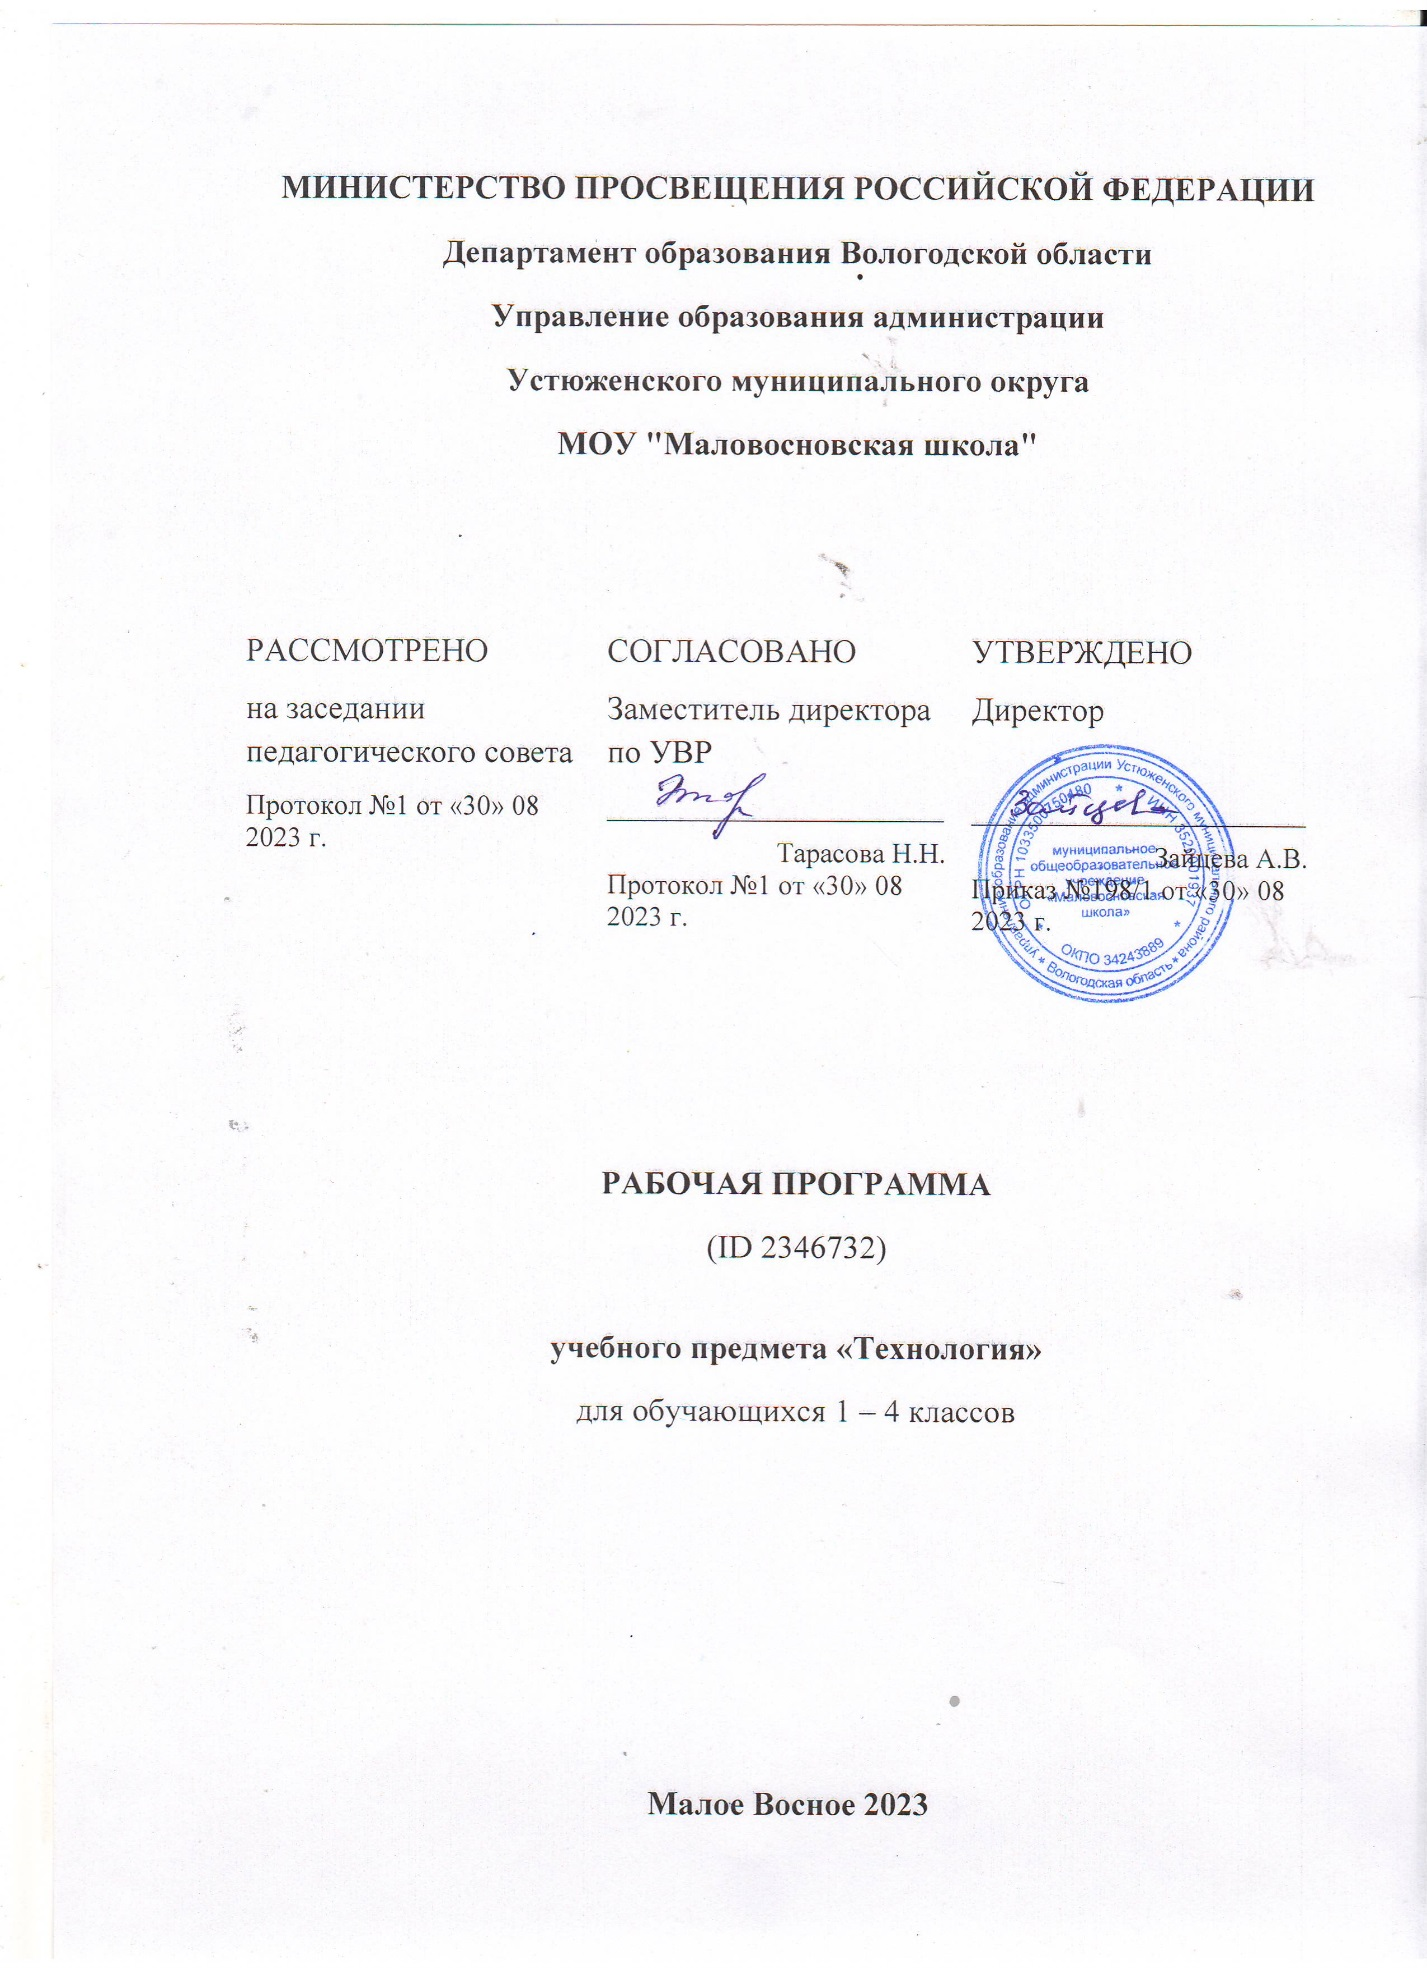 МИНИСТЕРСТВО ПРОСВЕЩЕНИЯ РОССИЙСКОЙ ФЕДЕРАЦИИ
Департамент образования Вологодской области
Управление образования администрации
Устюженского муниципального округа
МОУ "Маловосновская школа"
РАССМОТРЕНО
на заседании
педагогического совета
Протокол №1 от «30» 08
2023 г.
СОГЛАСОВАНО
Заместитель директора
по УВР
Тарасова Н.Н.
Протокол №1 от «30» 08
2023 г.
УТВЕРЖДЕНО
Директор
Зайцева А.В.
Приказ №198/1 от «30» 08
2023 г.
муниципальное
общеобразовательное
учреждение
«Маловосновская
школа»
ОКПО 34243889
* Вологодская область *
РАБОЧАЯ ПРОГРАММА
(ID 2346732)
учебного предмета «Технология»
для обучающихся 1 – 4 классов
Малое Восное 2023